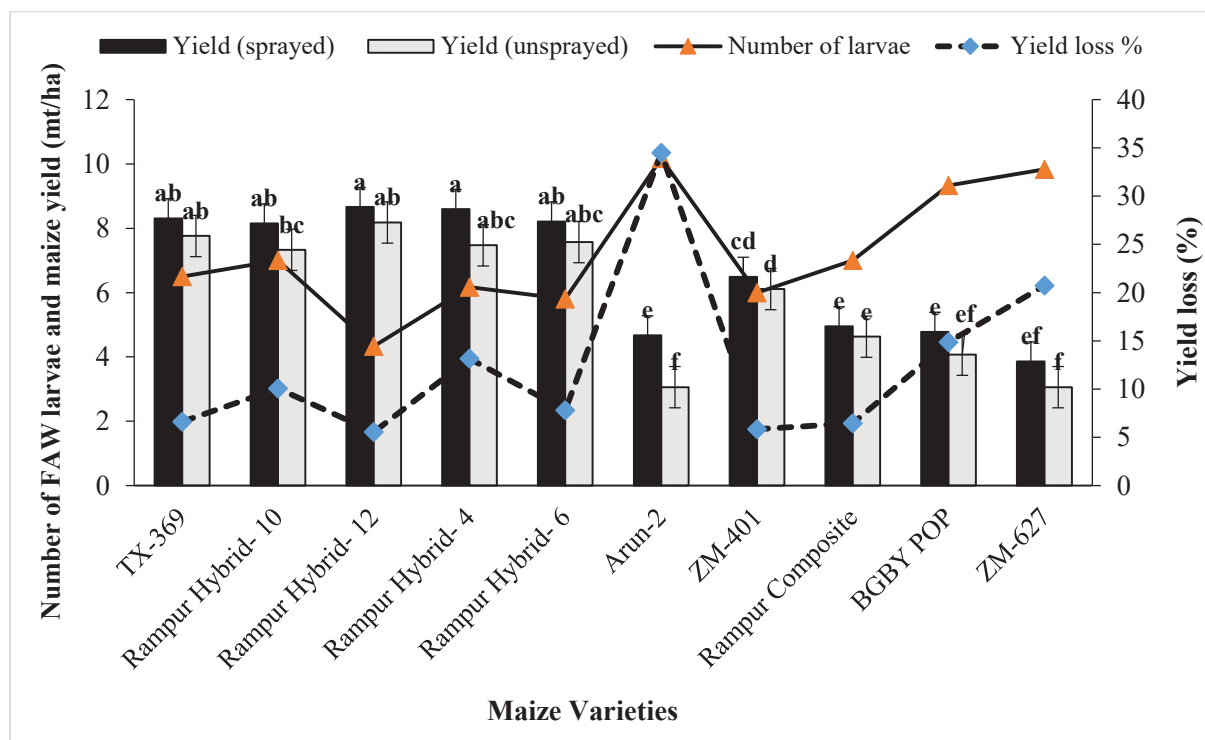 Yield (sprayed) Yield (unsprayed) Number of larvae Yield loss %
Number of FAW larvae and maize yield (mt/ha)
12
10
8
6
4
2
0
ab ab ab bc a ab a abc ab abc e f cd d e e e ef ef f
40
35
30
25
20
15
10
5
0
Yield loss (%)
TX-369
Rampur Hybrid- 10
Rampur Hybrid- 12
Rampur Hybrid- 4
Rampur Hybrid- 6
Arun-2
ZM-401
Rampur Composite
BGBY POP
ZM-627
Maize Varieties